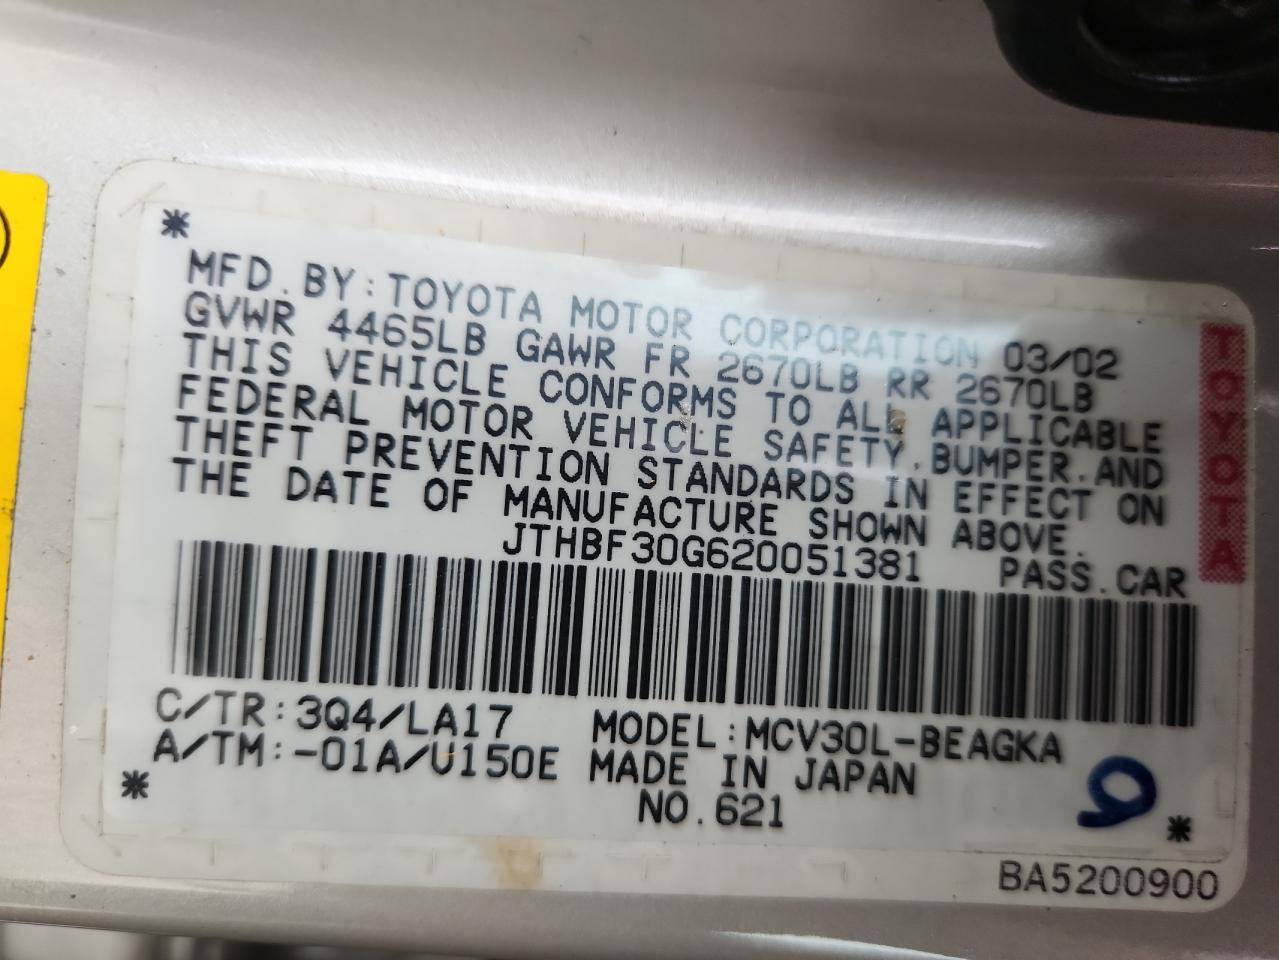 *
MFD. BY: TOYOTA MOTOR CORPORATION 03/02
GVWR 4465LB GAWR FR 2670LB RR 2670LB
THIS VEHICLE CONFORMS TO ALL APPLICABLE
FEDERAL MOTOR VEHICLE SAFETY, BUMPER, AND
THEFT PREVENTION STANDARDS IN EFFECT ON
THE DATE OF MANUFACTURE SHOWN ABOVE.
JTHBF30G620051381 PASS. CAR
TOYOTA
C/TR: 3Q4/LA17 MODEL: MCV30L-BEAGKA
A/TM: -01A/U150E MADE IN JAPAN
* NO. 621 9 *
BA5200900